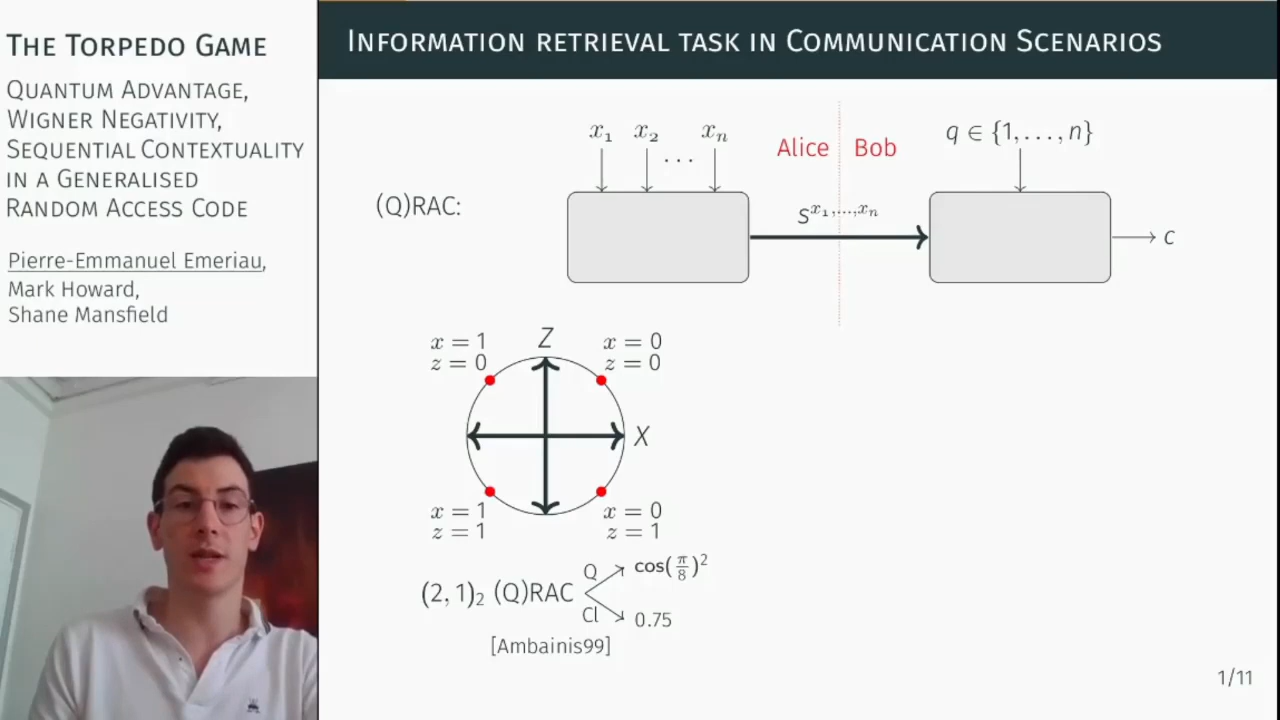 THE TORPEDO GAME
QUANTUM ADVANTAGE,
WIGNER NEGATIVITY,
SEQUENTIAL CONTEXTUALITY
IN A GENERALISED
RANDOM ACCESS CODE
Pierre-Emmanuel Emeriau,
Mark Howard,
Shane Mansfield
INFORMATION RETRIEVAL TASK IN COMMUNICATION SCENARIOS
x₁ x₂ ... xₙ
Alice Bob
q ∈ {1, ..., n}
(Q)RAC:
s^{x₁,...,xₙ}
c
x = 1 Z x = 0
z = 0 z = 0
X
x = 1 x = 0
z = 1 z = 1
(2, 1)₂ (Q)RAC
Q cos(π/8)²
Cl 0.75
[Ambainis99]
1/11